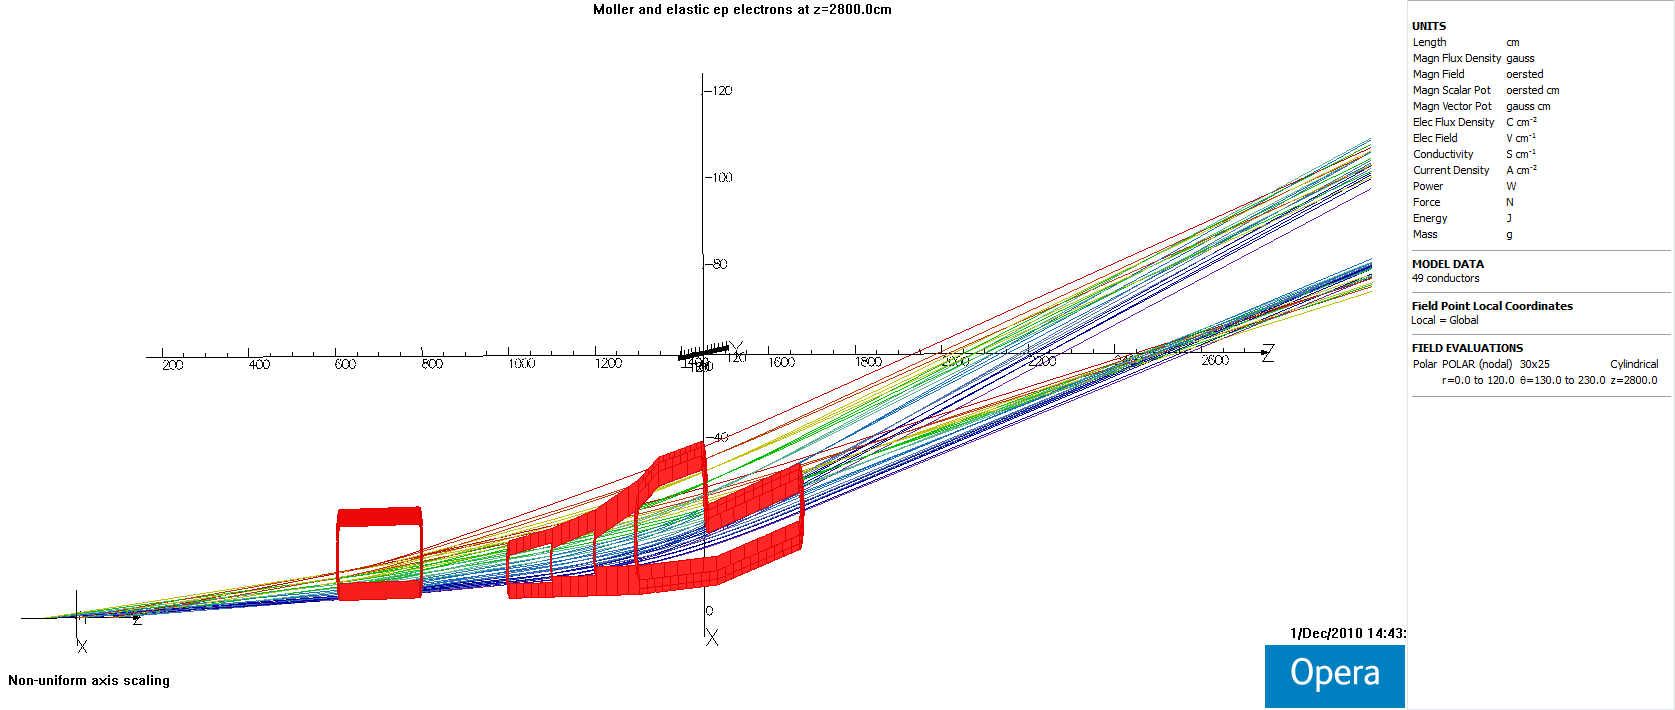 Moller and elastic ep electrons at z=2800.0cm
-120
-100
-80
Y
200 400 600 800 1000 1200 1400 120 1600 1800 2000 2200 2400 2600 Z
-40
0
X
Z
X
1/Dec/2010 14:43:
Non-uniform axis scaling
Opera
UNITS
Length cm
Magn Flux Density gauss
Magn Field oersted
Magn Scalar Pot oersted cm
Magn Vector Pot gauss cm
Elec Flux Density C cm-2
Elec Field V cm-1
Conductivity S cm-1
Current Density A cm-2
Power W
Force N
Energy J
Mass g
MODEL DATA
49 conductors
Field Point Local Coordinates
Local = Global
FIELD EVALUATIONS
Polar POLAR (nodal) 30x25 Cylindrical
r=0.0 to 120.0 θ=130.0 to 230.0 z=2800.0